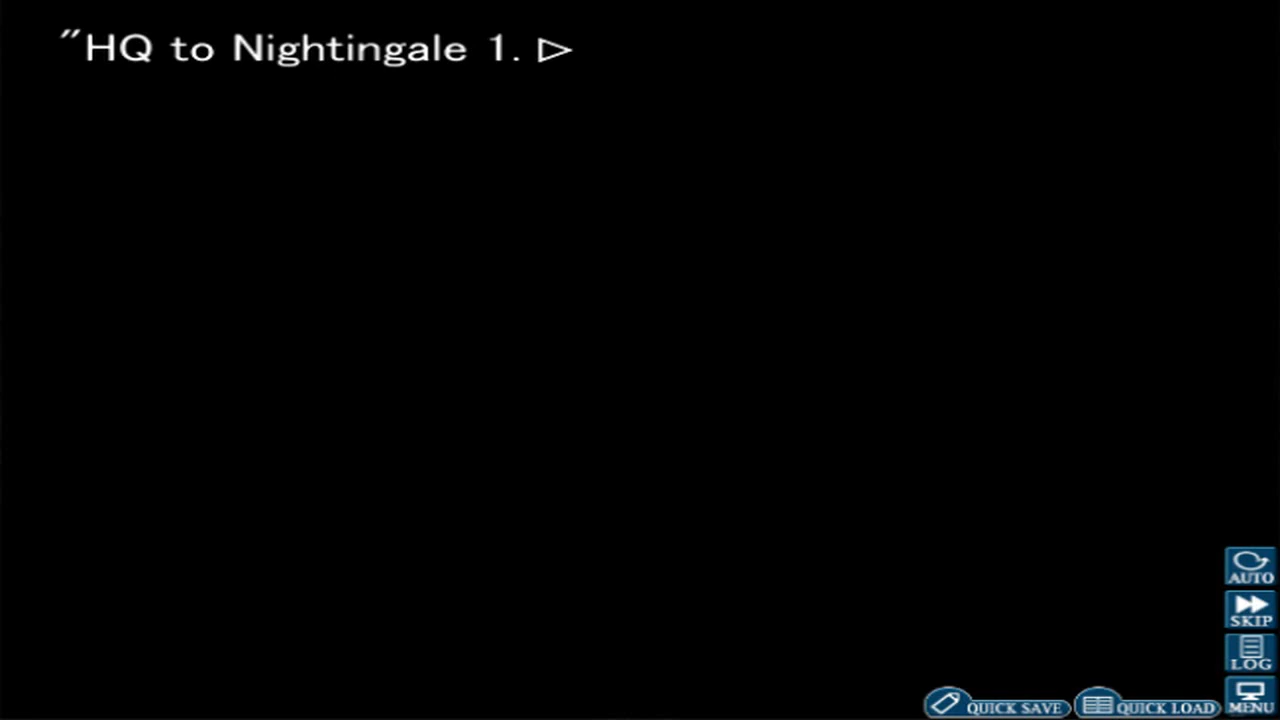 "HQ to Nightingale 1. ▷
AUTO
SKIP
LOG
QUICK SAVE
QUICK LOAD
MENU